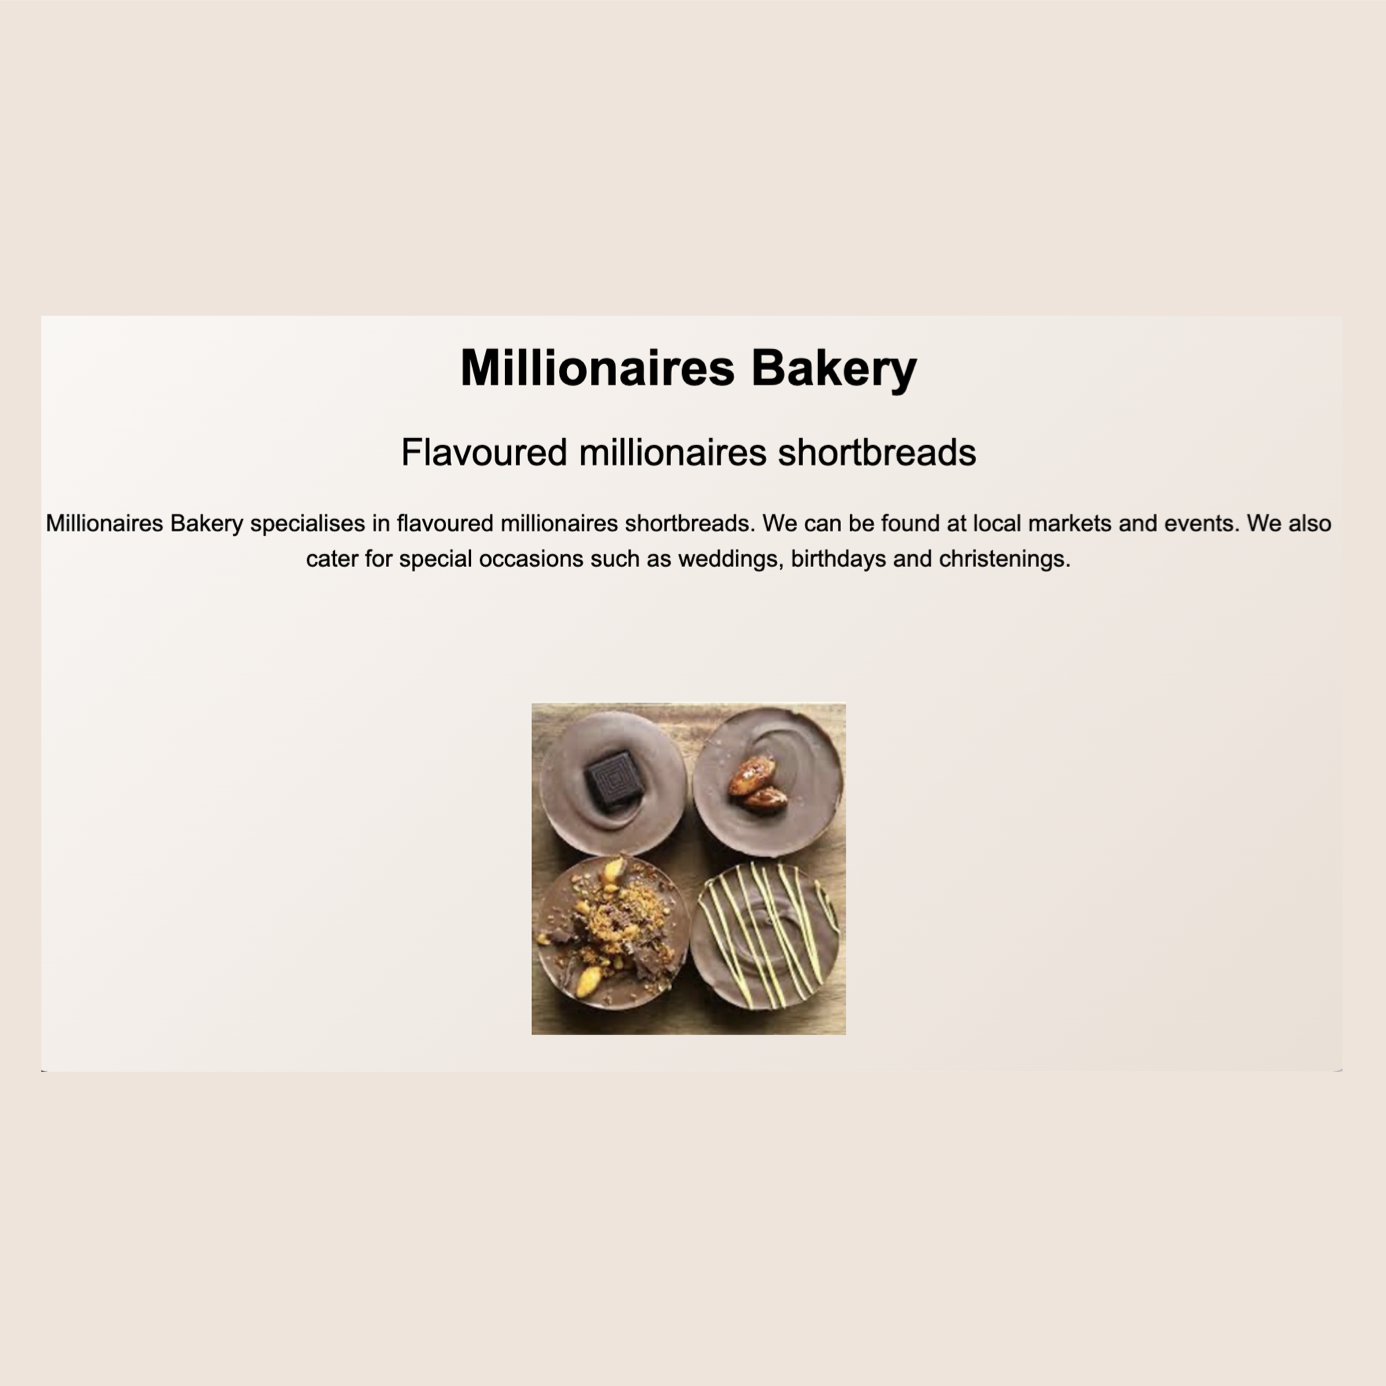 Millionaires Bakery
Flavoured millionaires shortbreads
Millionaires Bakery specialises in flavoured millionaires shortbreads. We can be found at local markets and events. We also
cater for special occasions such as weddings, birthdays and christenings.